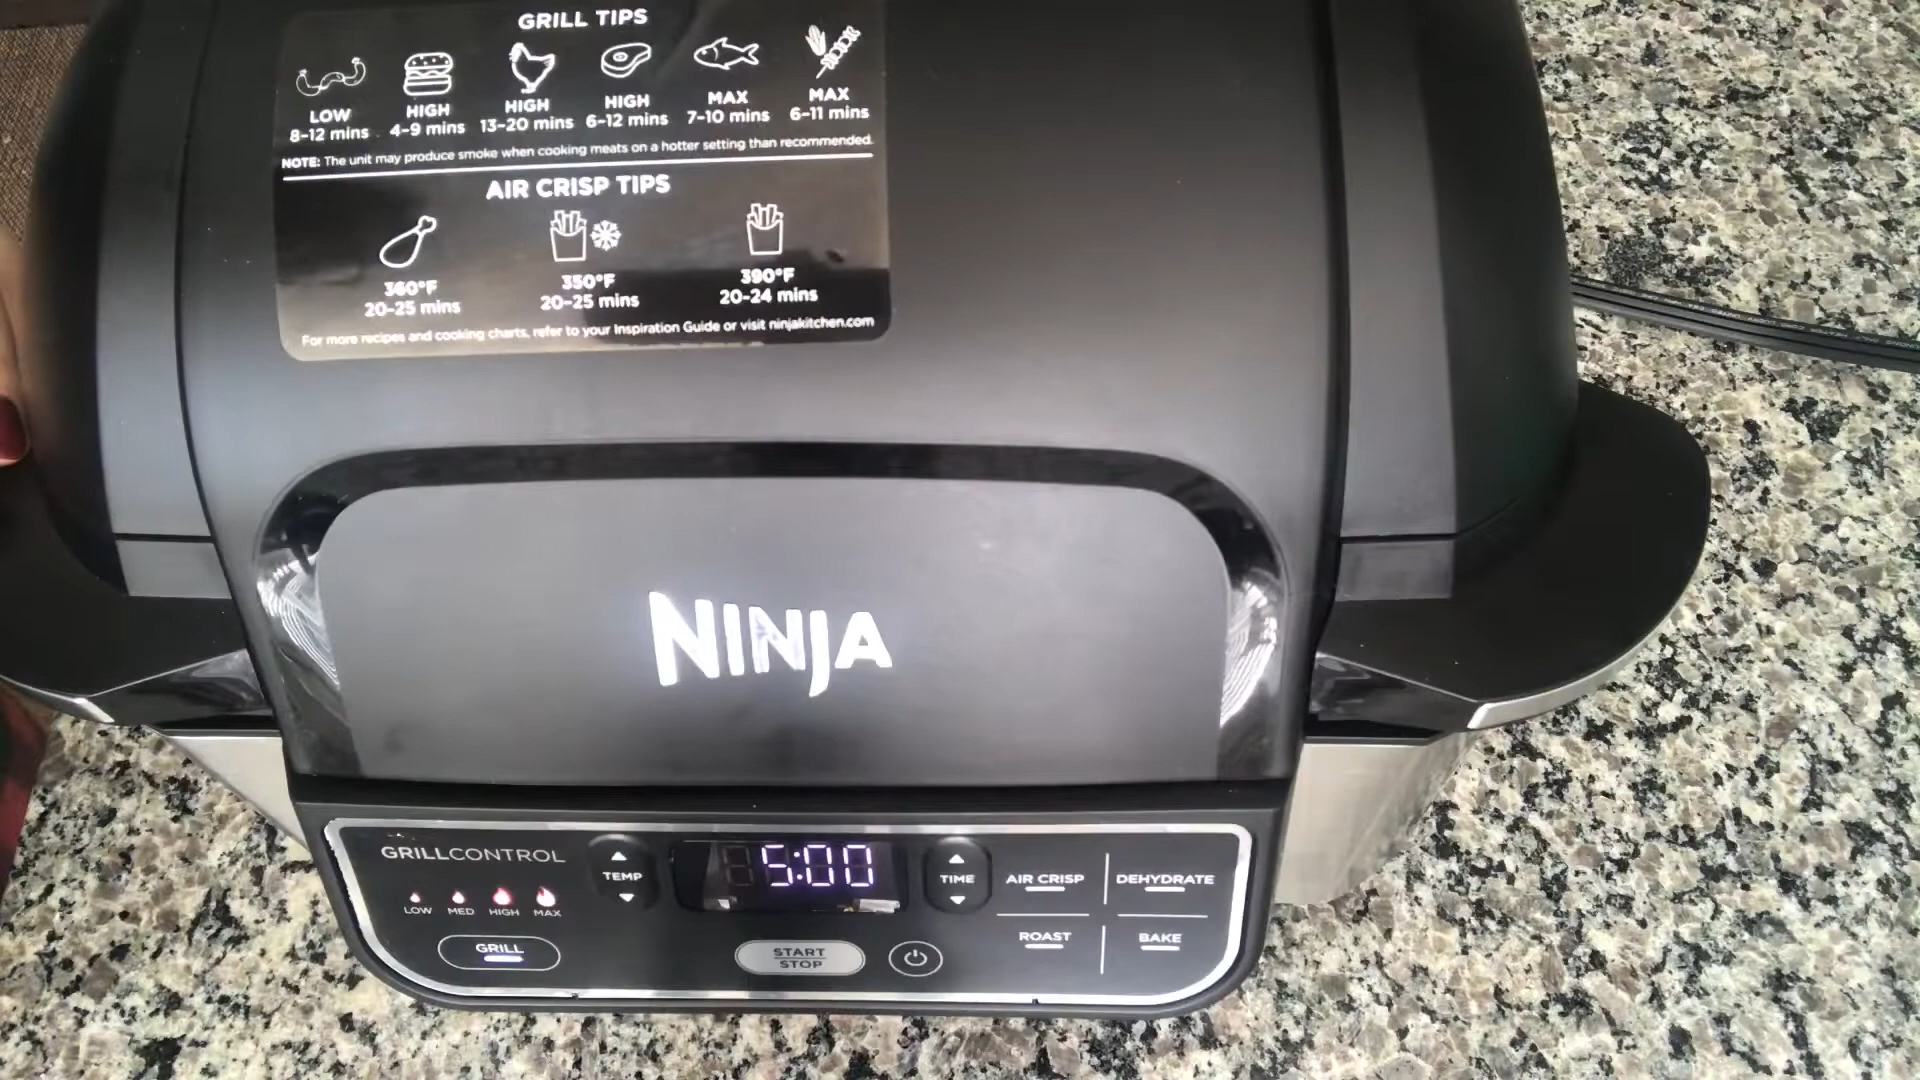 GRILL TIPS
LOW HIGH HIGH HIGH MAX MAX
8-12 mins 4-9 mins 13-20 mins 6-12 mins 7-10 mins 6-11 mins
NOTE: The unit may produce smoke when cooking meats on a hotter setting than recommended.
AIR CRISP TIPS
360°F 350°F 390°F
20-25 mins 20-25 mins 20-24 mins
For more recipes and cooking charts, refer to your Inspiration Guide or visit ninjakitchen.com
NINJA
GRILLCONTROL
LOW MED HIGH MAX
GRILL
TEMP
5:00
TIME
START
STOP
AIR CRISP DEHYDRATE
ROAST BAKE